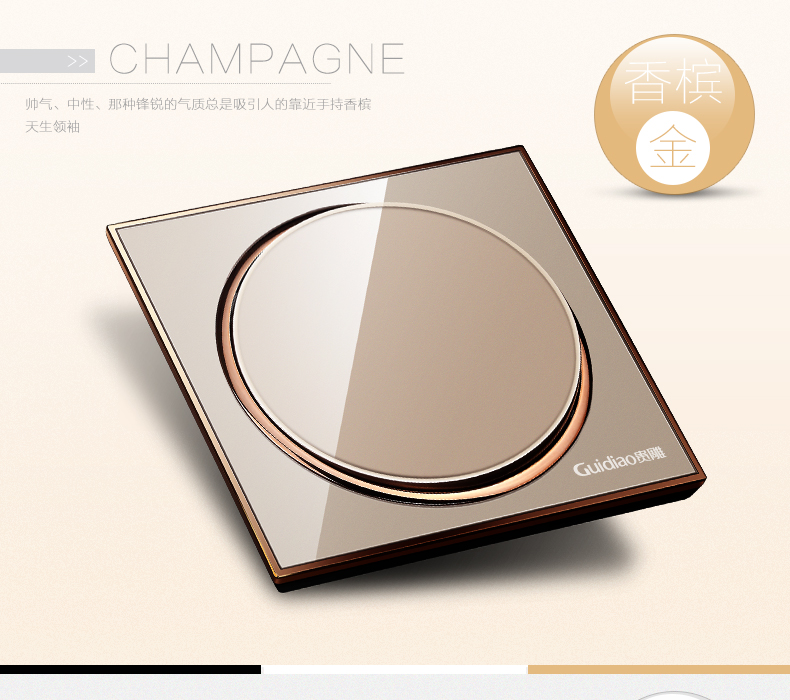 >> CHAMPAGNE
帅气、中性、那种锋锐的气质总是吸引人的靠近手持香槟
天生领袖
香槟
金
Guidiao贵雕